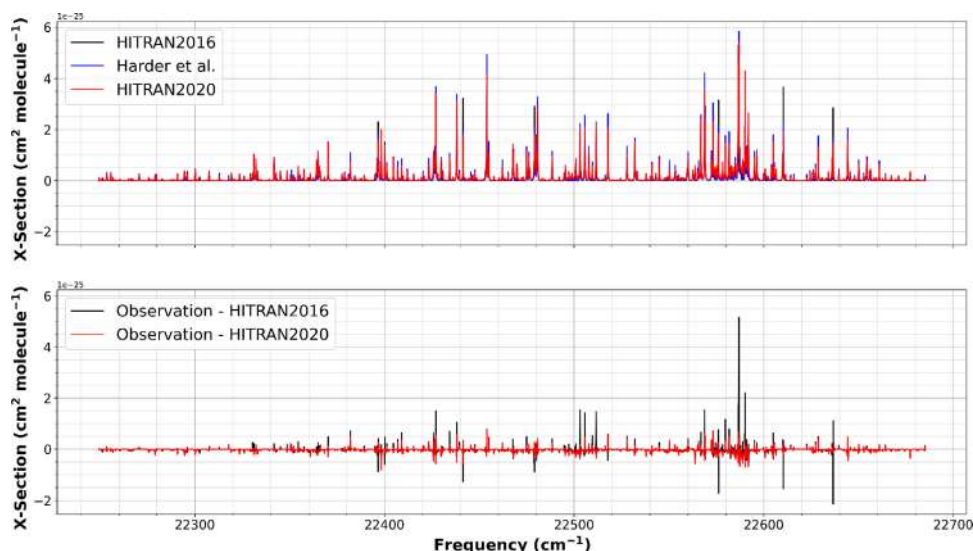 1e-25
6
4
2
0
−2
X-Section (cm² molecule⁻¹)
HITRAN2016
Harder et al.
HITRAN2020
1e-25
6
4
2
0
−2
X-Section (cm² molecule⁻¹)
Observation - HITRAN2016
Observation - HITRAN2020
22300 22400 22500 22600 22700
Frequency (cm⁻¹)